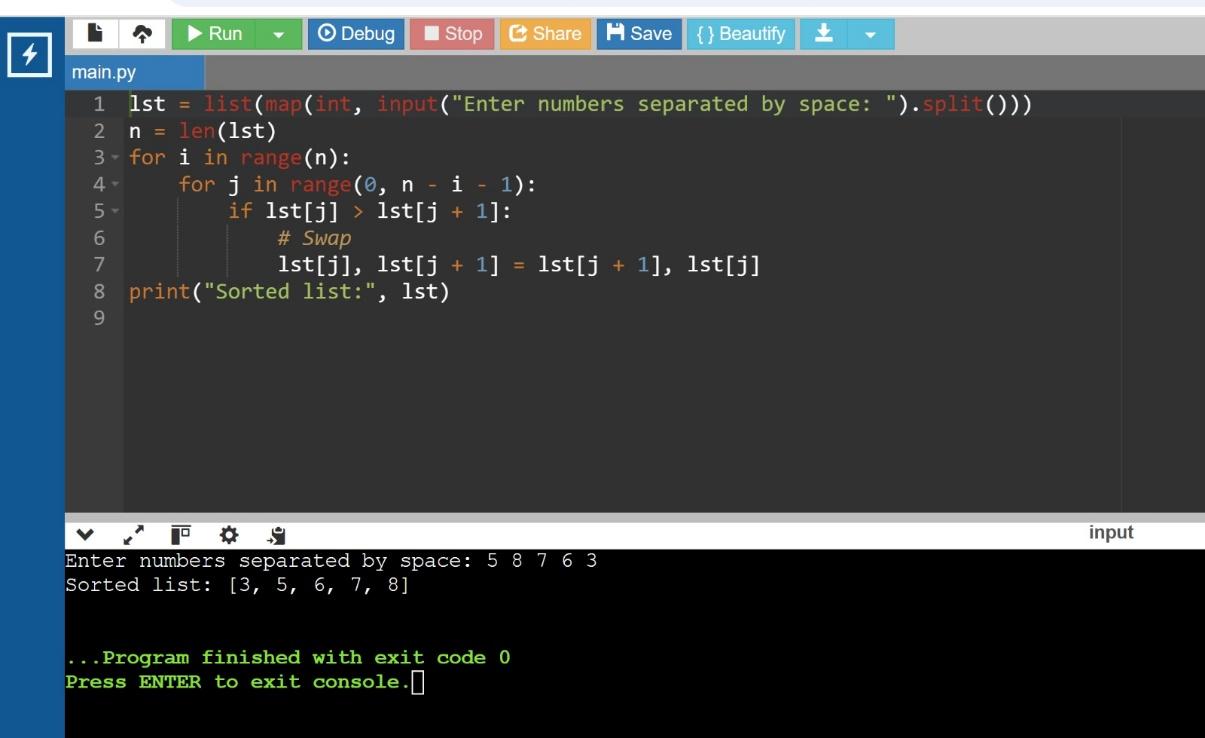 Run Debug Stop Share Save { } Beautify
main.py
1 lst = list(map(int, input("Enter numbers separated by space: ").split()))
2 n = len(lst)
3 for i in range(n):
4     for j in range(0, n - i - 1):
5         if lst[j] > lst[j + 1]:
6             # Swap
7             lst[j], lst[j + 1] = lst[j + 1], lst[j]
8 print("Sorted list:", lst)
9
input
Enter numbers separated by space: 5 8 7 6 3
Sorted list: [3, 5, 6, 7, 8]
...Program finished with exit code 0
Press ENTER to exit console.